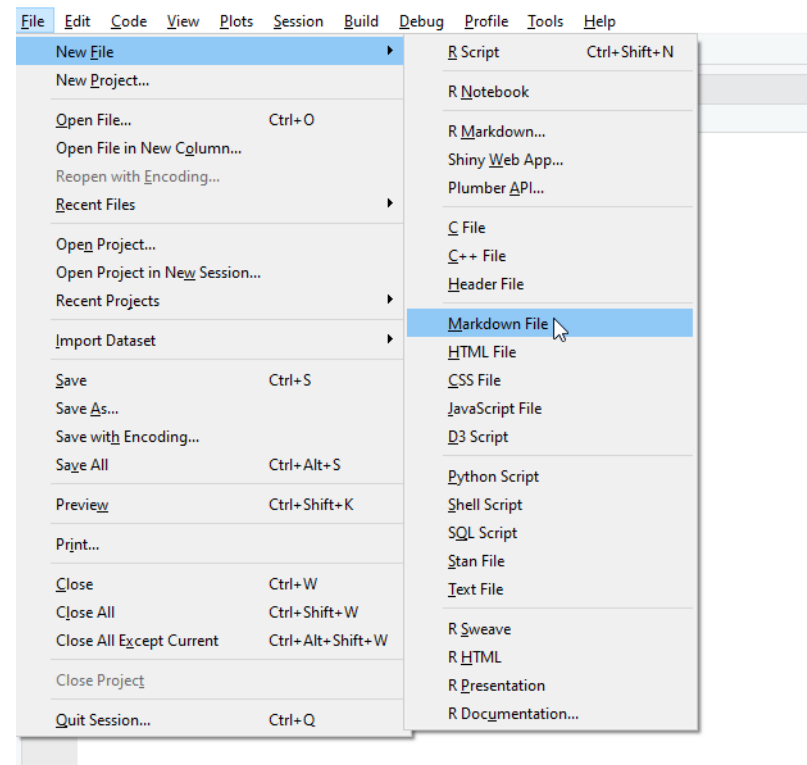 File Edit Code View Plots Session Build Debug Profile Tools Help
New File
New Project...
Open File... Ctrl+O
Open File in New Column...
Reopen with Encoding...
Recent Files
Open Project...
Open Project in New Session...
Recent Projects
Import Dataset
Save Ctrl+S
Save As...
Save with Encoding...
Save All Ctrl+Alt+S
Preview Ctrl+Shift+K
Print...
Close Ctrl+W
Close All Ctrl+Shift+W
Close All Except Current Ctrl+Alt+Shift+W
Close Project
Quit Session... Ctrl+Q
R Script Ctrl+Shift+N
R Notebook
R Markdown...
Shiny Web App...
Plumber API...
C File
C++ File
Header File
Markdown File
HTML File
CSS File
JavaScript File
D3 Script
Python Script
Shell Script
SQL Script
Stan File
Text File
R Sweave
R HTML
R Presentation
R Documentation...